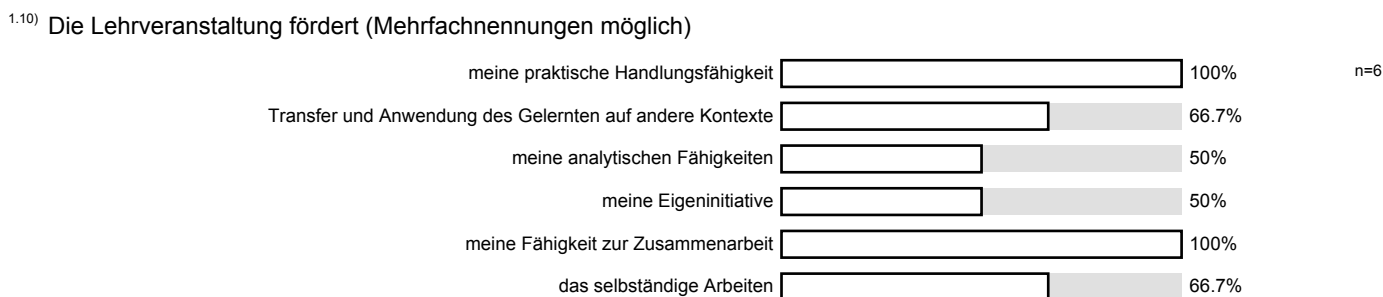 1.10) Die Lehrveranstaltung fördert (Mehrfachnennungen möglich)
meine praktische Handlungsfähigkeit 100% n=6
Transfer und Anwendung des Gelernten auf andere Kontexte 66.7%
meine analytischen Fähigkeiten 50%
meine Eigeninitiative 50%
meine Fähigkeit zur Zusammenarbeit 100%
das selbständige Arbeiten 66.7%